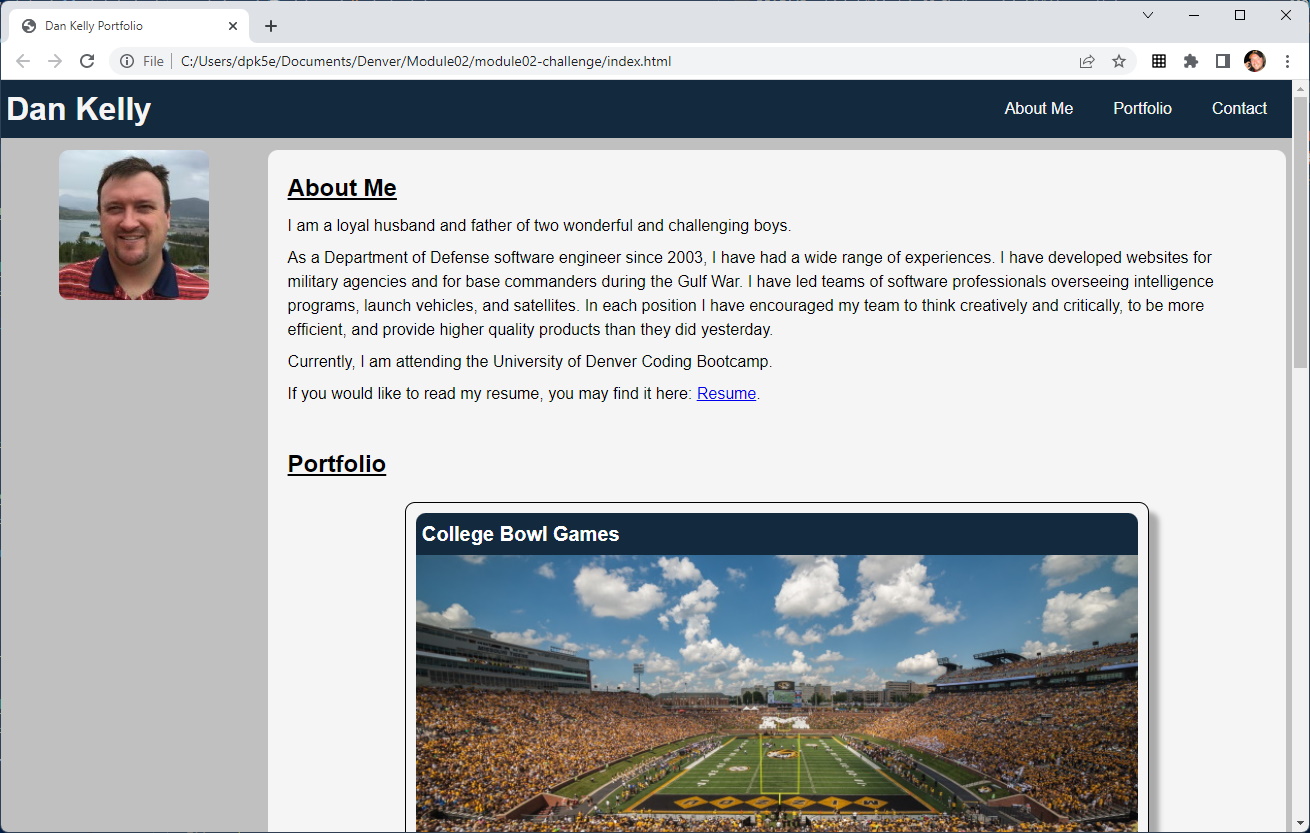 Dan Kelly Portfolio
File
C:/Users/dpk5e/Documents/Denver/Module02/module02-challenge/index.html
Dan Kelly
About Me
Portfolio
Contact
About Me
I am a loyal husband and father of two wonderful and challenging boys.
As a Department of Defense software engineer since 2003, I have had a wide range of experiences. I have developed websites for
military agencies and for base commanders during the Gulf War. I have led teams of software professionals overseeing intelligence
programs, launch vehicles, and satellites. In each position I have encouraged my team to think creatively and critically, to be more
efficient, and provide higher quality products than they did yesterday.
Currently, I am attending the University of Denver Coding Bootcamp.
If you would like to read my resume, you may find it here: Resume.
Portfolio
College Bowl Games